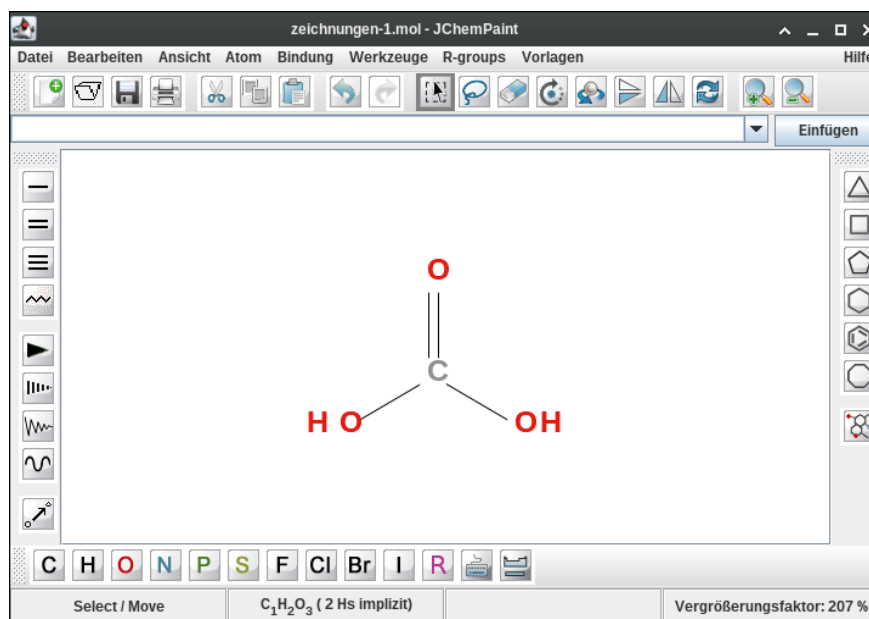 zeichnungen-1.mol - JChemPaint
Datei Bearbeiten Ansicht Atom Bindung Werkzeuge R-groups Vorlagen Hilfe
Einfügen
O
C
H O OH
C H O N P S F Cl Br I R
Select / Move C₁H₂O₃ ( 2 Hs implizit) Vergrößerungsfaktor: 207 %